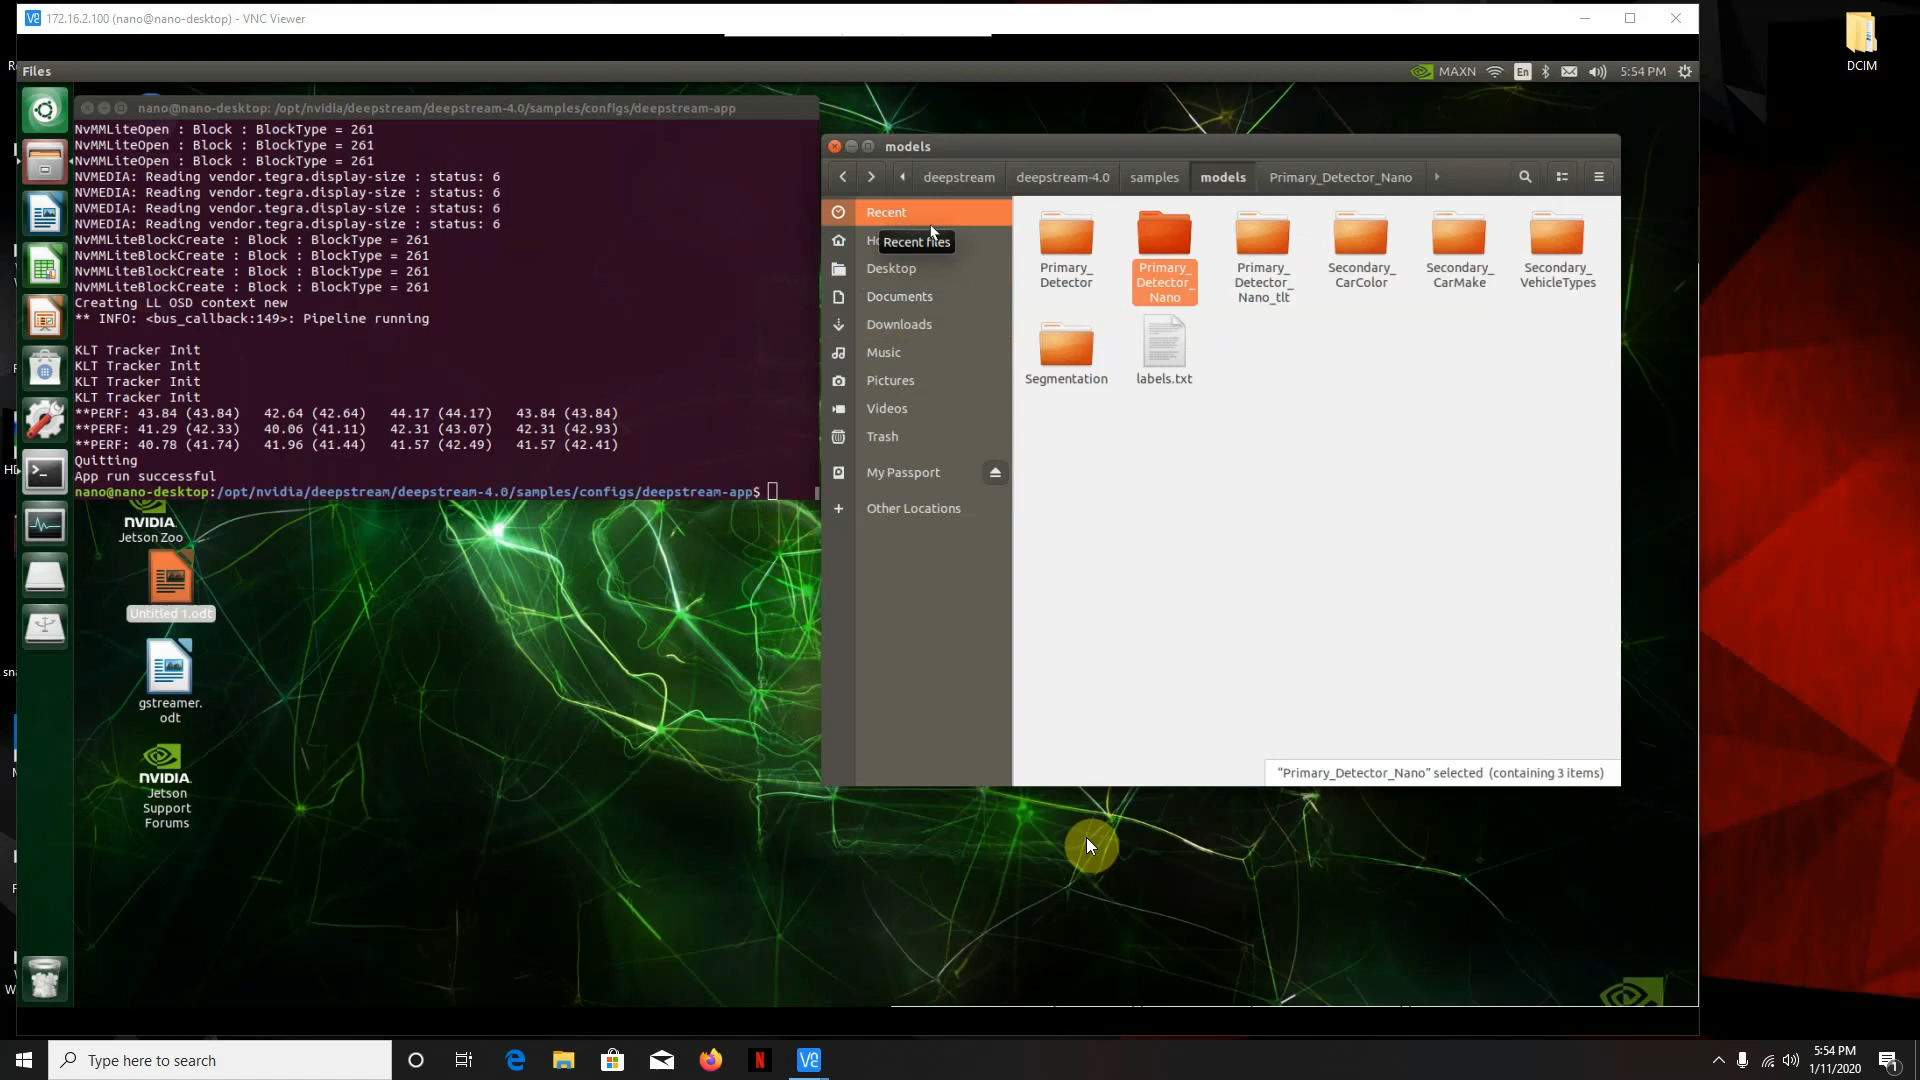 172.16.2.100 (nano@nano-desktop) - VNC Viewer
DCIM
Files
MAXN
En
5:54 PM
nano@nano-desktop: /opt/nvidia/deepstream/deepstream-4.0/samples/configs/deepstream-app
NvMMLiteOpen : Block : BlockType = 261
NvMMLiteOpen : Block : BlockType = 261
NvMMLiteOpen : Block : BlockType = 261
NVMEDIA: Reading vendor.tegra.display-size : status: 6
NVMEDIA: Reading vendor.tegra.display-size : status: 6
NVMEDIA: Reading vendor.tegra.display-size : status: 6
NVMEDIA: Reading vendor.tegra.display-size : status: 6
NvMMLiteBlockCreate : Block : BlockType = 261
NvMMLiteBlockCreate : Block : BlockType = 261
NvMMLiteBlockCreate : Block : BlockType = 261
NvMMLiteBlockCreate : Block : BlockType = 261
Creating LL OSD context new
** INFO: <bus_callback:149>: Pipeline running
KLT Tracker Init
KLT Tracker Init
KLT Tracker Init
KLT Tracker Init
**PERF: 43.84 (43.84) 42.64 (42.64) 44.17 (44.17) 43.84 (43.84)
**PERF: 41.29 (42.33) 40.06 (41.11) 42.31 (43.07) 42.31 (42.93)
**PERF: 40.78 (41.74) 41.96 (41.44) 41.57 (42.49) 41.57 (42.41)
Quitting
App run successful
nano@nano-desktop:/opt/nvidia/deepstream/deepstream-4.0/samples/configs/deepstream-app$
models
deepstream
deepstream-4.0
samples
models
Primary_Detector_Nano
Recent
Recent files
Desktop
Documents
Downloads
Music
Pictures
Videos
Trash
My Passport
Other Locations
Primary_
Detector
Primary_
Detector_
Nano
Primary_
Detector_
Nano_tlt
Secondary_
CarColor
Secondary_
CarMake
Secondary_
VehicleTypes
Segmentation
labels.txt
"Primary_Detector_Nano" selected (containing 3 items)
NVIDIA.
Jetson Zoo
Untitled 1.odt
gstreamer.
odt
NVIDIA.
Jetson
Support
Forums
Type here to search
5:54 PM
1/11/2020
1